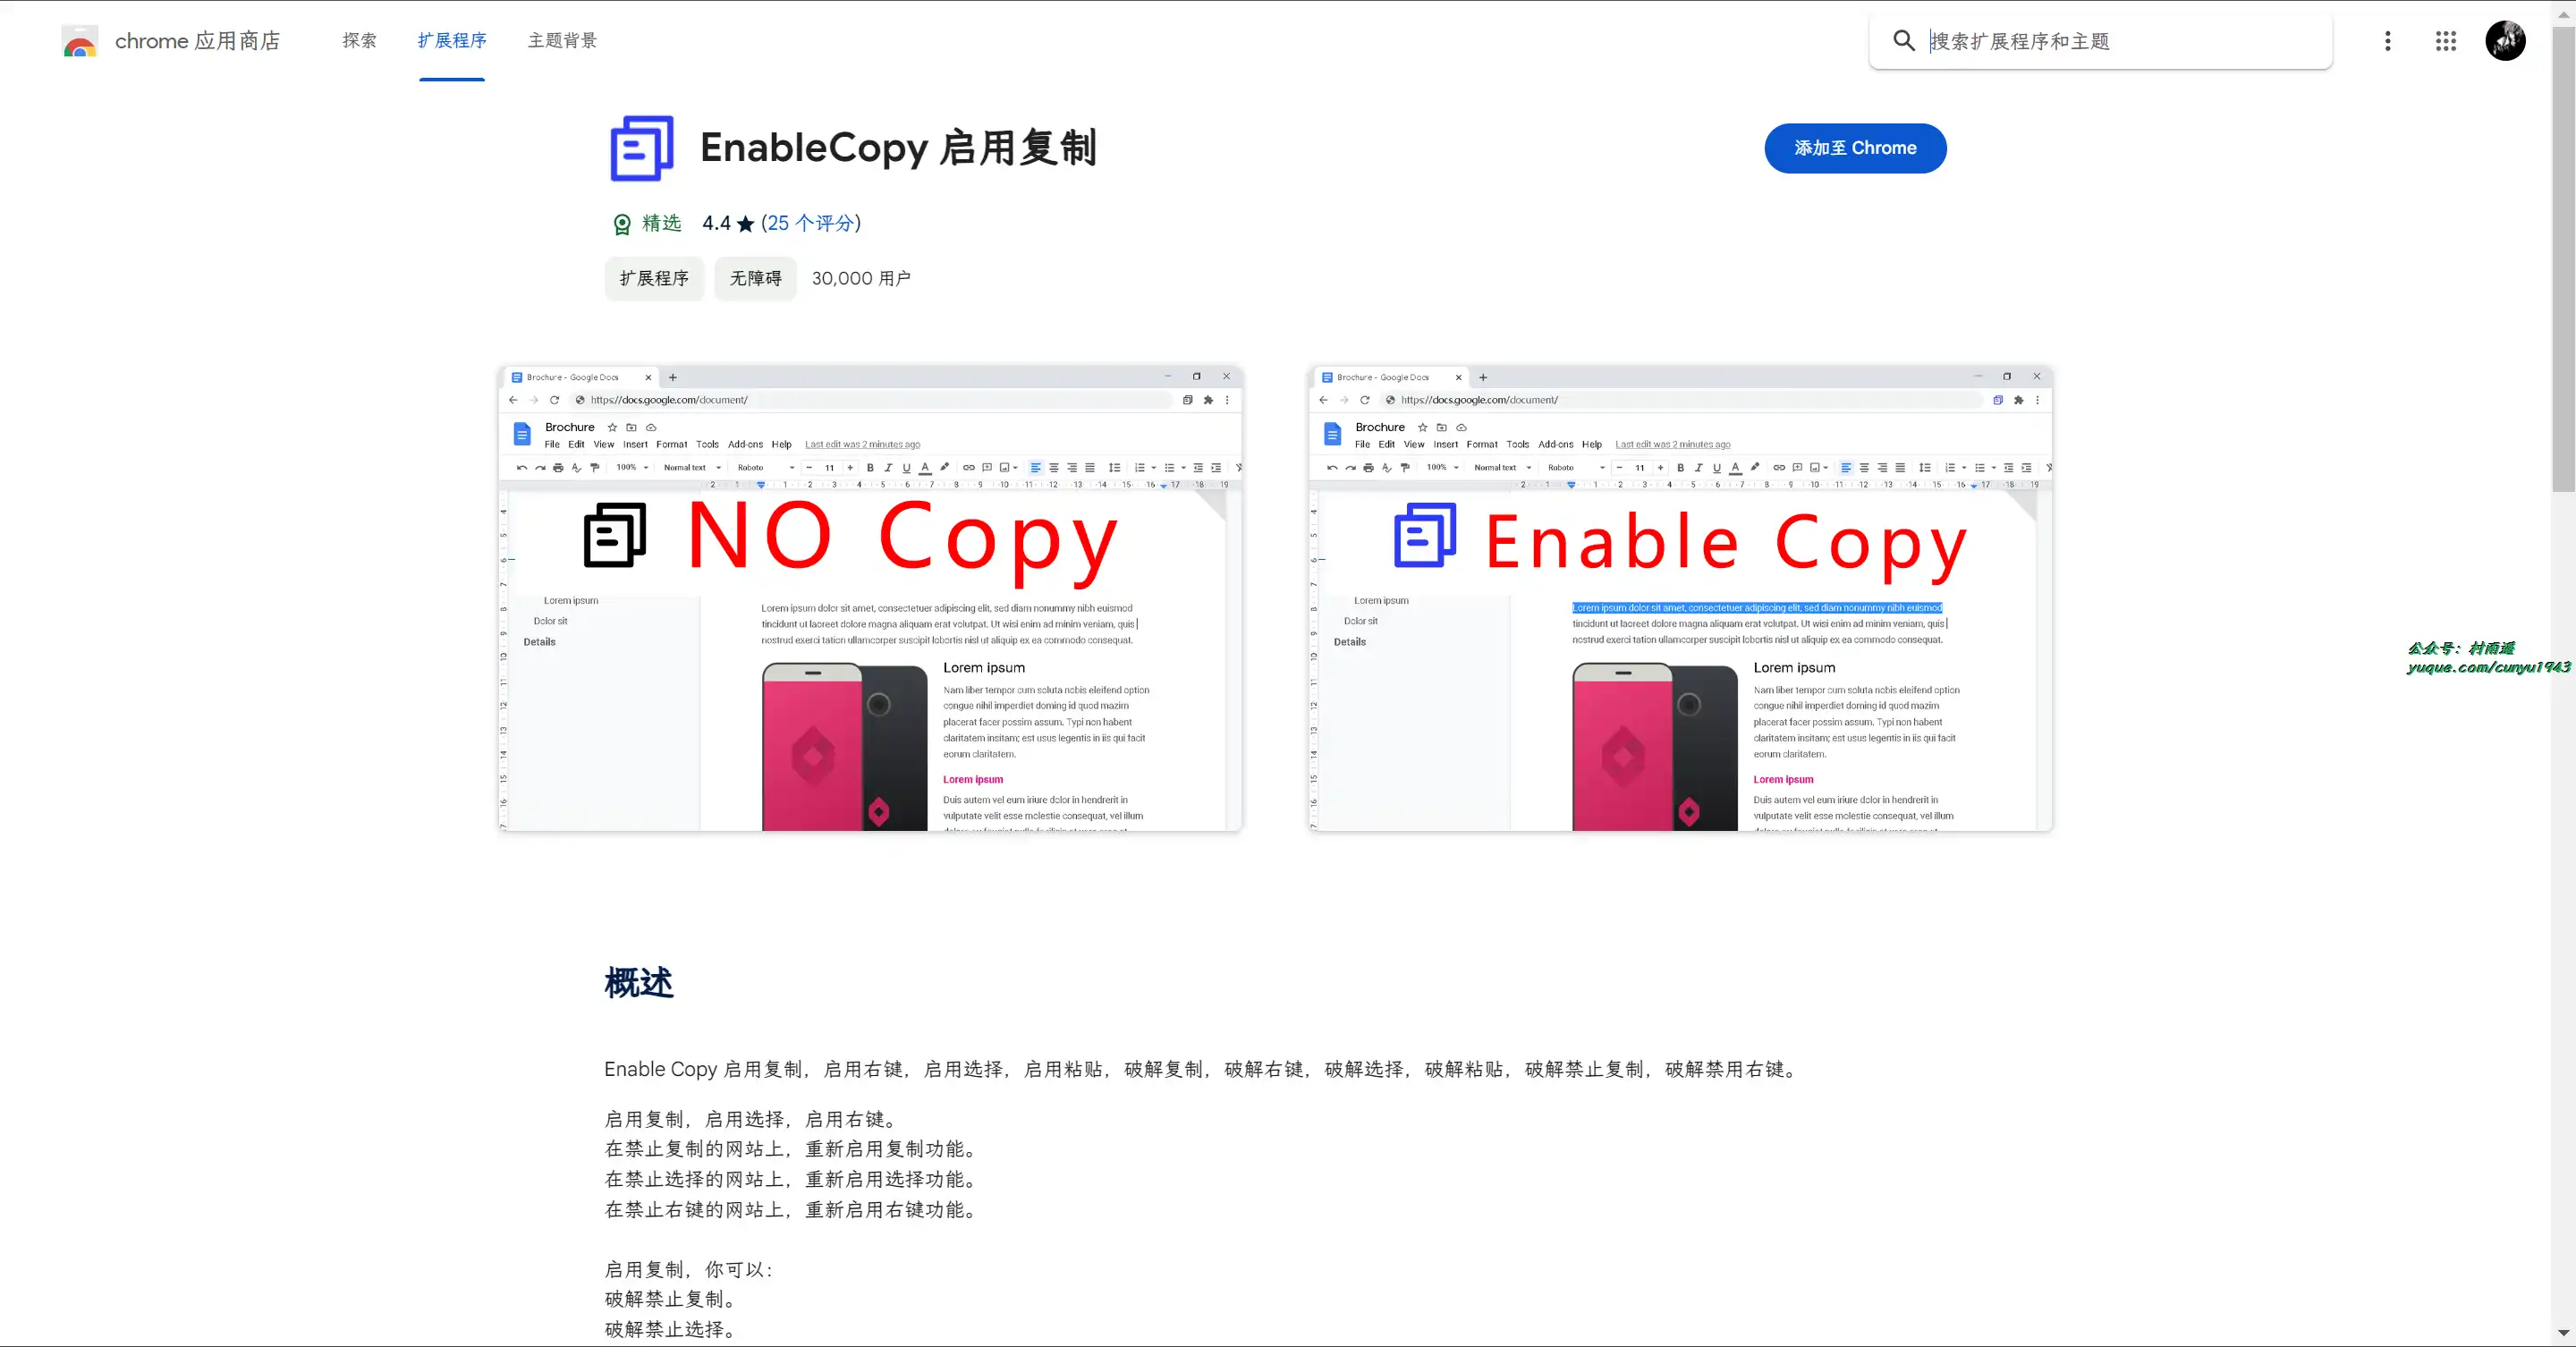 chrome 应用商店
探索
扩展程序
主题背景
搜索扩展程序和主题
EnableCopy 启用复制
添加至 Chrome
精选 4.4 ★ (25 个评分)
扩展程序 无障碍 30,000 用户
Brochure - Google Docs
https://docs.google.com/document/
Brochure
File Edit View Insert Format Tools Add-ons Help Last edit was 2 minutes ago
100% Normal text Roboto 11
NO Copy
Lorem ipsum
Dolor sit
Details
Lorem ipsum dolor sit amet, consectetuer adipiscing elit, sed diam nonummy nibh euismod
tincidunt ut laoreet dolore magna aliquam erat volutpat. Ut wisi enim ad minim veniam, quis
nostrud exerci tation ullamcorper suscipit lobortis nisl ut aliquip ex ea commodo consequat.
Lorem ipsum
Nam liber tempor cum soluta nobis eleifend option
congue nihil imperdiet doming id quod mazim
placerat facer possim assum. Typi non habent
claritatem insitam; est usus legentis in iis qui facit
eorum claritatem.
Lorem ipsum
Duis autem vel eum iriure dolor in hendrerit in
vulputate velit esse molestie consequat, vel illum
Brochure - Google Docs
https://docs.google.com/document/
Brochure
File Edit View Insert Format Tools Add-ons Help Last edit was 2 minutes ago
100% Normal text Roboto 11
Enable Copy
Lorem ipsum
Dolor sit
Details
Lorem ipsum dolor sit amet, consectetuer adipiscing elit, sed diam nonummy nibh euismod
tincidunt ut laoreet dolore magna aliquam erat volutpat. Ut wisi enim ad minim veniam, quis
nostrud exerci tation ullamcorper suscipit lobortis nisl ut aliquip ex ea commodo consequat.
Lorem ipsum
Nam liber tempor cum soluta nobis eleifend option
congue nihil imperdiet doming id quod mazim
placerat facer possim assum. Typi non habent
claritatem insitam; est usus legentis in iis qui facit
eorum claritatem.
Lorem ipsum
Duis autem vel eum iriure dolor in hendrerit in
vulputate velit esse molestie consequat, vel illum
公众号：村雨遥
yuque.com/cunyu1943
概述
Enable Copy 启用复制，启用右键，启用选择，启用粘贴，破解复制，破解右键，破解选择，破解粘贴，破解禁止复制，破解禁用右键。
启用复制，启用选择，启用右键。
在禁止复制的网站上，重新启用复制功能。
在禁止选择的网站上，重新启用选择功能。
在禁止右键的网站上，重新启用右键功能。
启用复制，你可以：
破解禁止复制。
破解禁止选择。